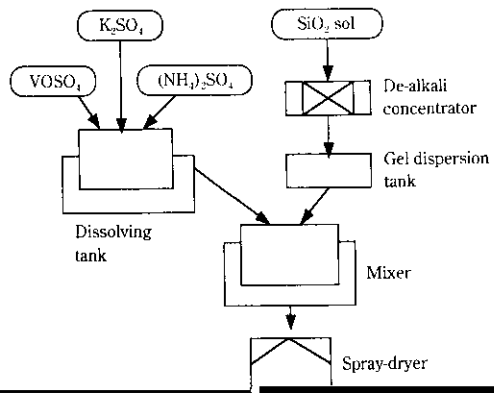 K₂SO₄
SiO₂ sol
VOSO₄
(NH₄)₂SO₄
De-alkali
concentrator
Gel dispersion
tank
Dissolving
tank
Mixer
Spray-dryer